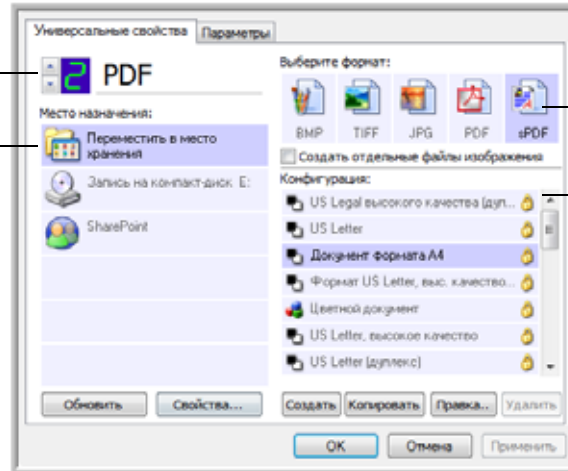 Универсальные свойства Параметры
2 PDF
Место назначения:
Переместить в место
хранения
Запись на компакт-диск E:
SharePoint
Обновить Свойства...
Выберите формат:
BMP TIFF JPG PDF sPDF
Создать отдельные файлы изображения
Конфигурация:
US Legal высокого качества (дуп...
US Letter
Документ формата A4
Формат US Letter, выс. качество...
Цветной документ
US Letter, высокое качество
US Letter (дуплекс)
Создать Копировать Правка... Удалить
OK Отмена Применить